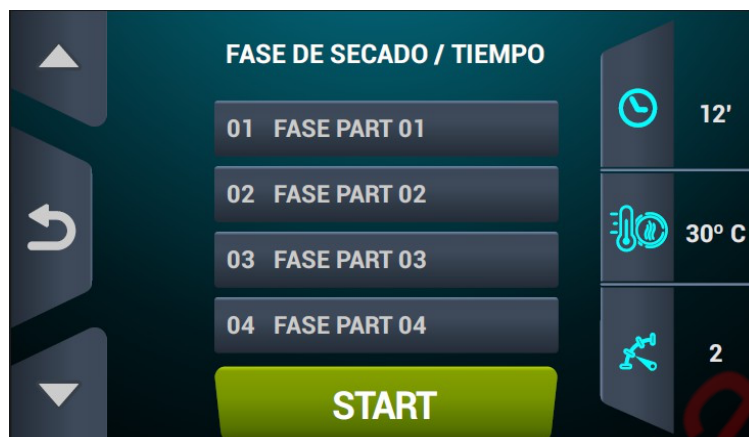 FASE DE SECADO / TIEMPO
01 FASE PART 01
02 FASE PART 02
03 FASE PART 03
04 FASE PART 04
START
12'
30º C
2